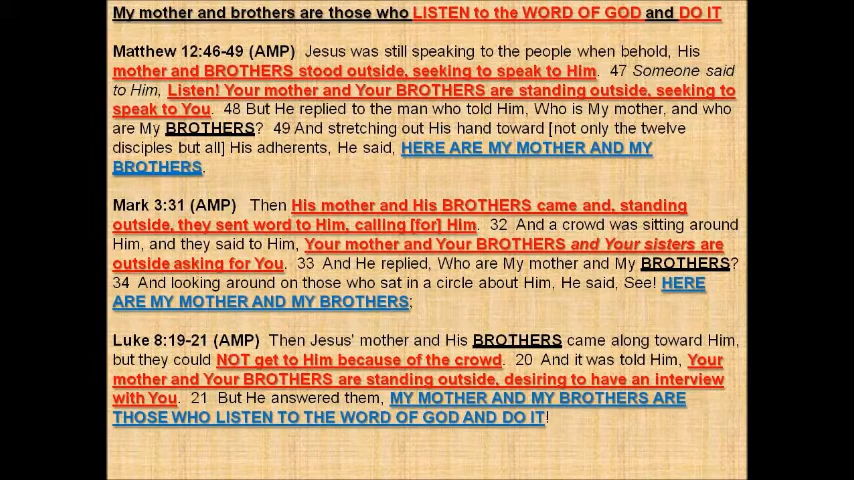 My mother and brothers are those who LISTEN to the WORD OF GOD and DO IT
Matthew 12:46-49 (AMP)  Jesus was still speaking to the people when behold, His
mother and BROTHERS stood outside, seeking to speak to Him.  47  Someone said
to Him, Listen! Your mother and Your BROTHERS are standing outside, seeking to
speak to You.  48  But He replied to the man who told Him, Who is My mother, and who
are My BROTHERS?  49  And stretching out His hand toward [not only the twelve
disciples but all] His adherents, He said, HERE ARE MY MOTHER AND MY
BROTHERS.
Mark 3:31 (AMP)   Then His mother and His BROTHERS came and, standing
outside, they sent word to Him, calling [for] Him.  32  And a crowd was sitting around
Him, and they said to Him, Your mother and Your BROTHERS and Your sisters are
outside asking for You.  33  And He replied, Who are My mother and My BROTHERS?
34  And looking around on those who sat in a circle about Him, He said, See! HERE
ARE MY MOTHER AND MY BROTHERS;
Luke 8:19-21 (AMP)  Then Jesus' mother and His BROTHERS came along toward Him,
but they could NOT get to Him because of the crowd.  20  And it was told Him, Your
mother and Your BROTHERS are standing outside, desiring to have an interview
with You.  21  But He answered them, MY MOTHER AND MY BROTHERS ARE
THOSE WHO LISTEN TO THE WORD OF GOD AND DO IT!